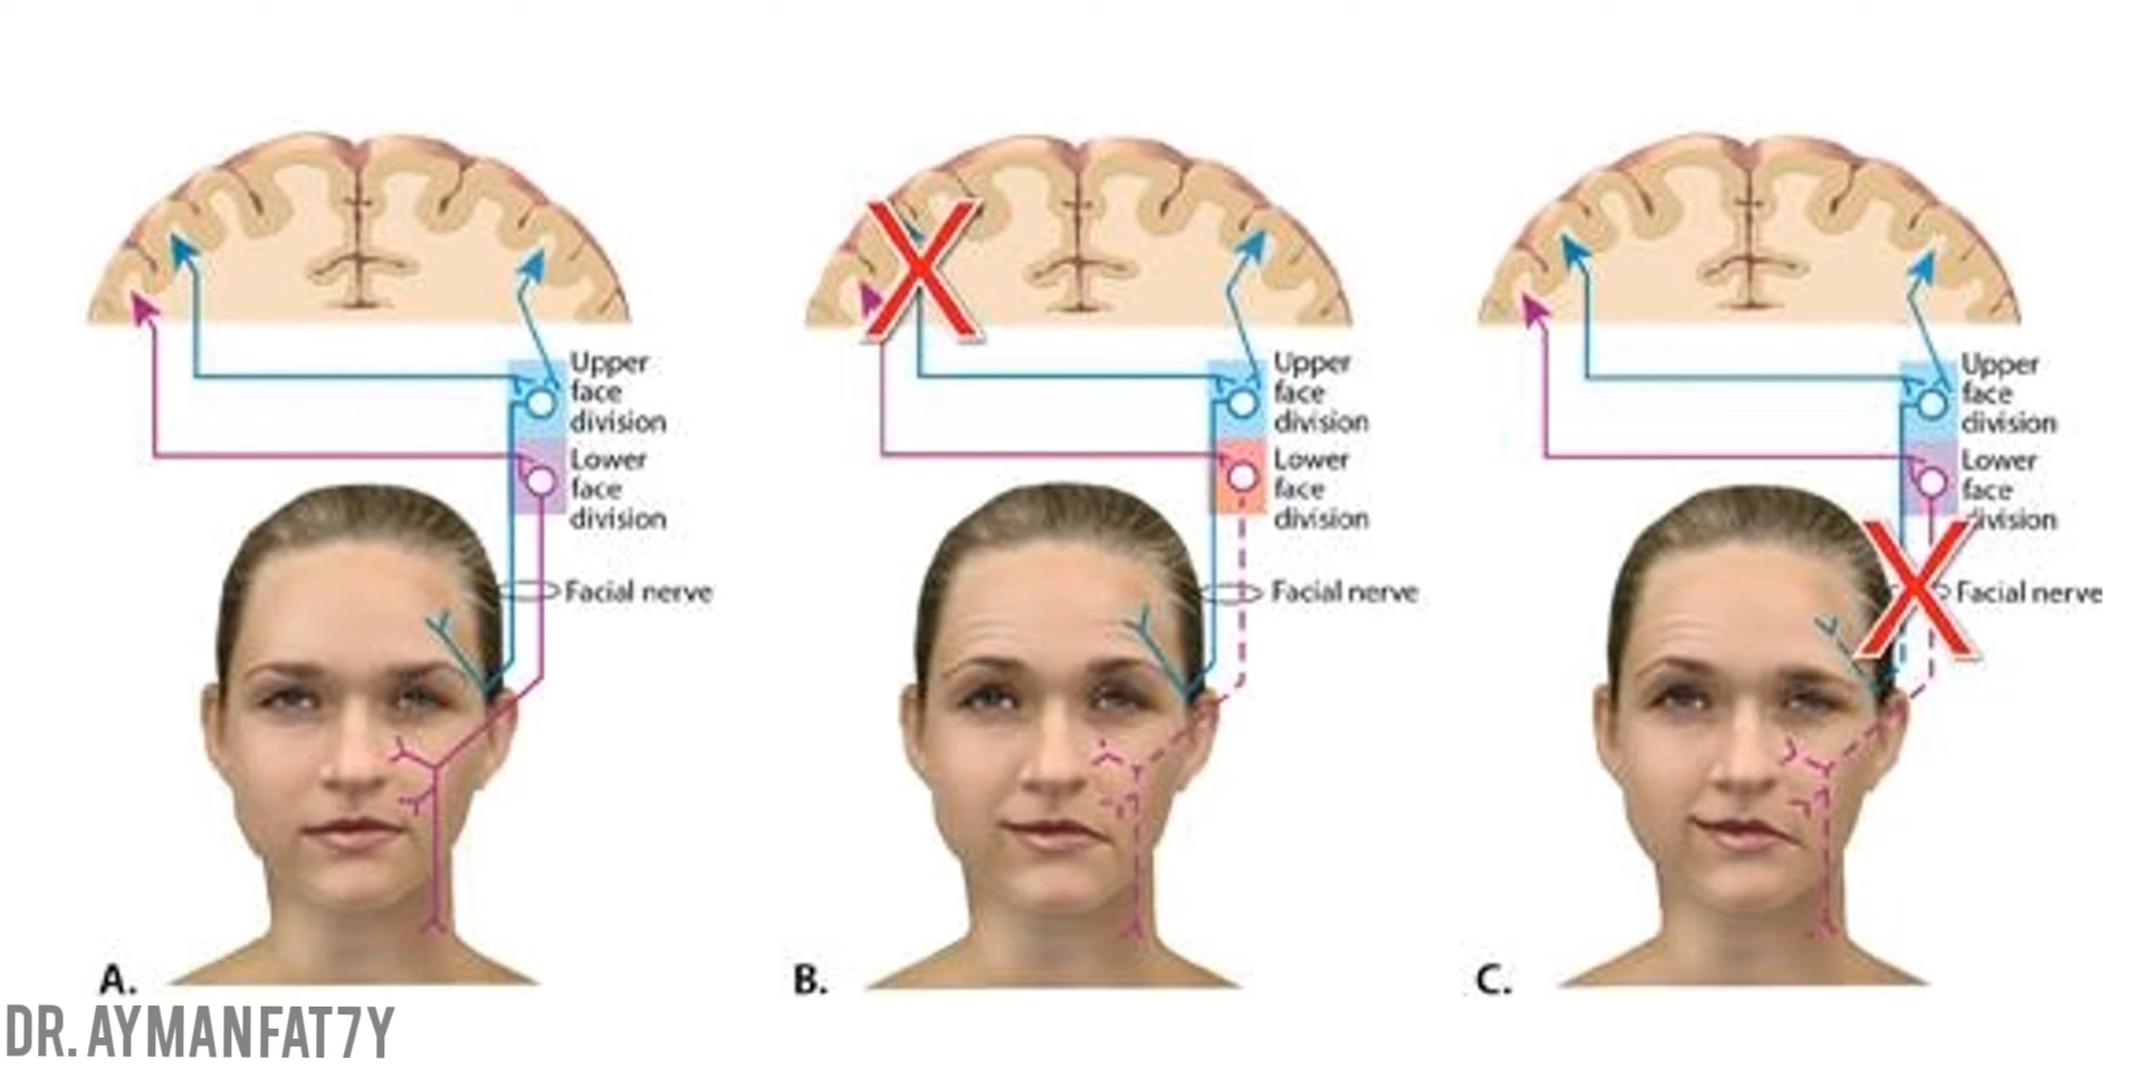 Upper
face
division
Lower
face
division
Facial nerve
A.
Upper
face
division
Lower
face
division
Facial nerve
B.
Upper
face
division
Lower
face
division
Facial nerve
C.
DR. AYMANFAT7Y